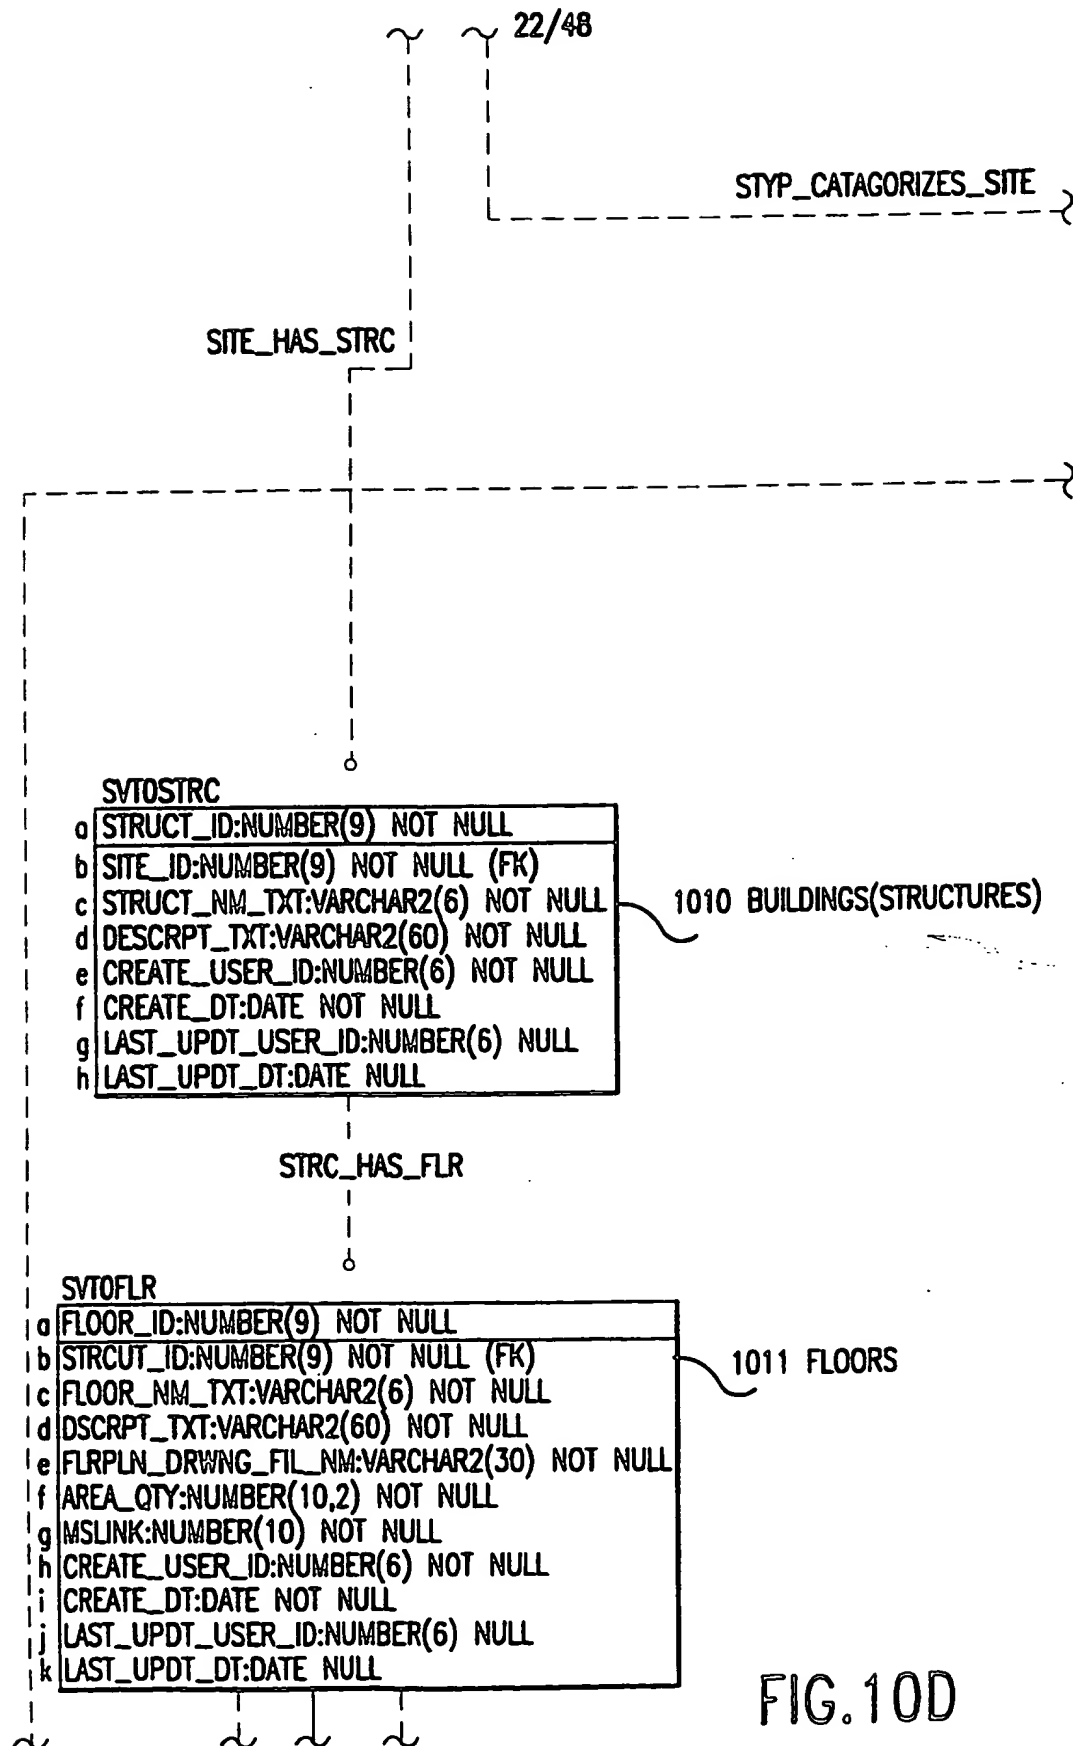 22/48
STYP_CATAGORIZES_SITE
SITE_HAS_STRC
SVTOSTRC
a STRUCT_ID:NUMBER(9) NOT NULL
b SITE_ID:NUMBER(9) NOT NULL (FK)
c STRUCT_NM_TXT:VARCHAR2(6) NOT NULL
1010 BUILDINGS(STRUCTURES)
d DESCRPT_TXT:VARCHAR2(60) NOT NULL
e CREATE_USER_ID:NUMBER(6) NOT NULL
f CREATE_DT:DATE NOT NULL
g LAST_UPDT_USER_ID:NUMBER(6) NULL
h LAST_UPDT_DT:DATE NULL
STRC_HAS_FLR
SVTOFLR
a FLOOR_ID:NUMBER(9) NOT NULL
b STRCUT_ID:NUMBER(9) NOT NULL (FK)
1011 FLOORS
c FLOOR_NM_TXT:VARCHAR2(6) NOT NULL
d DSCRPT_TXT:VARCHAR2(60) NOT NULL
e FLRPLN_DRWNG_FIL_NM:VARCHAR2(30) NOT NULL
f AREA_QTY:NUMBER(10,2) NOT NULL
g MSLINK:NUMBER(10) NOT NULL
h CREATE_USER_ID:NUMBER(6) NOT NULL
i CREATE_DT:DATE NOT NULL
j LAST_UPDT_USER_ID:NUMBER(6) NULL
k LAST_UPDT_DT:DATE NULL
FIG.10D